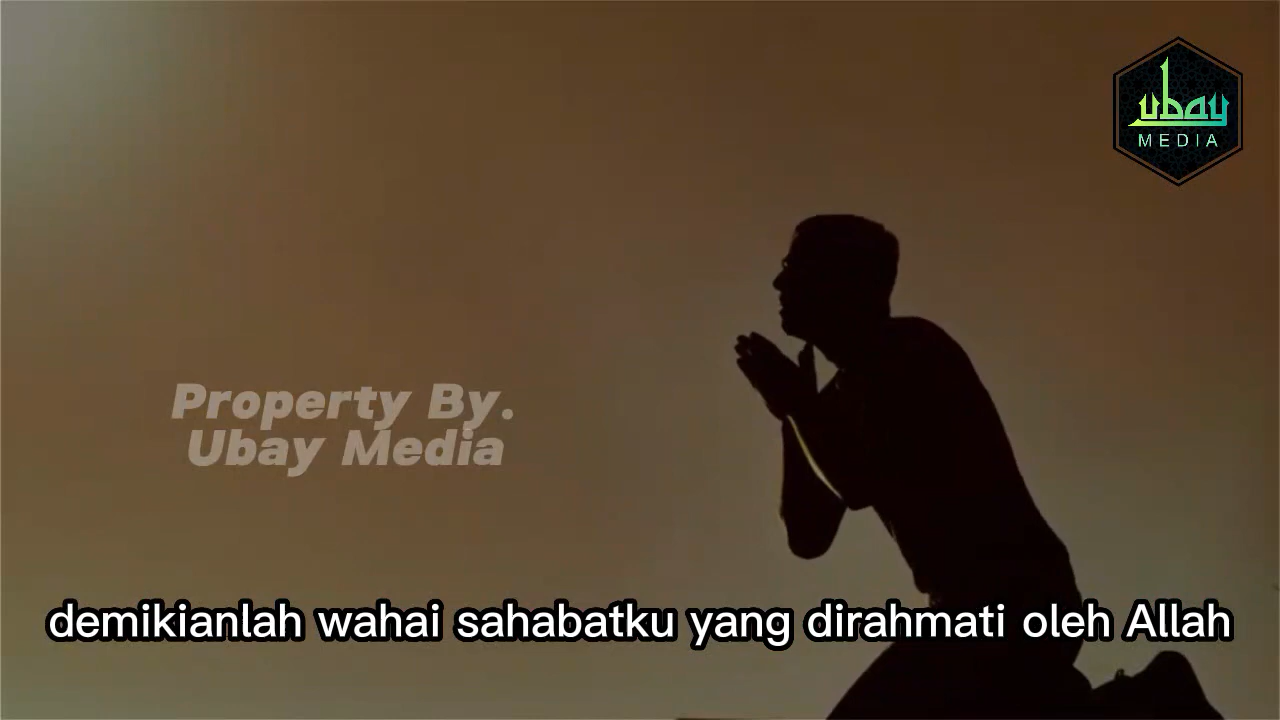 ubay
MEDIA
Property By.
Ubay Media
demikianlah wahai sahabatku yang dirahmati oleh Allah